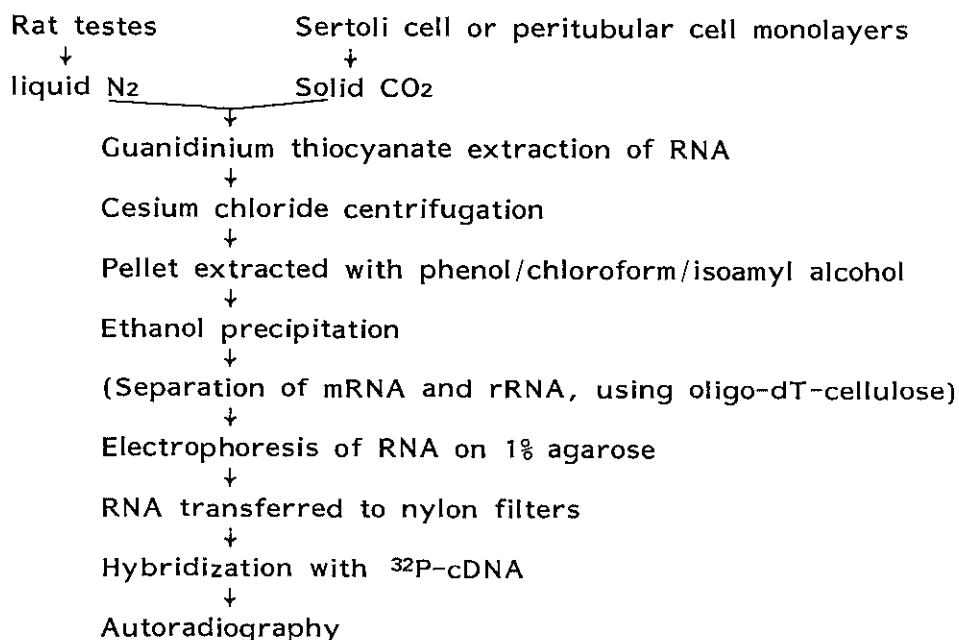 Rat testes Sertoli cell or peritubular cell monolayers
↓ ↓
liquid N2 Solid CO2
↓
Guanidinium thiocyanate extraction of RNA
↓
Cesium chloride centrifugation
↓
Pellet extracted with phenol/chloroform/isoamyl alcohol
↓
Ethanol precipitation
↓
(Separation of mRNA and rRNA, using oligo-dT-cellulose)
↓
Electrophoresis of RNA on 1% agarose
↓
RNA transferred to nylon filters
↓
Hybridization with ³²P-cDNA
↓
Autoradiography